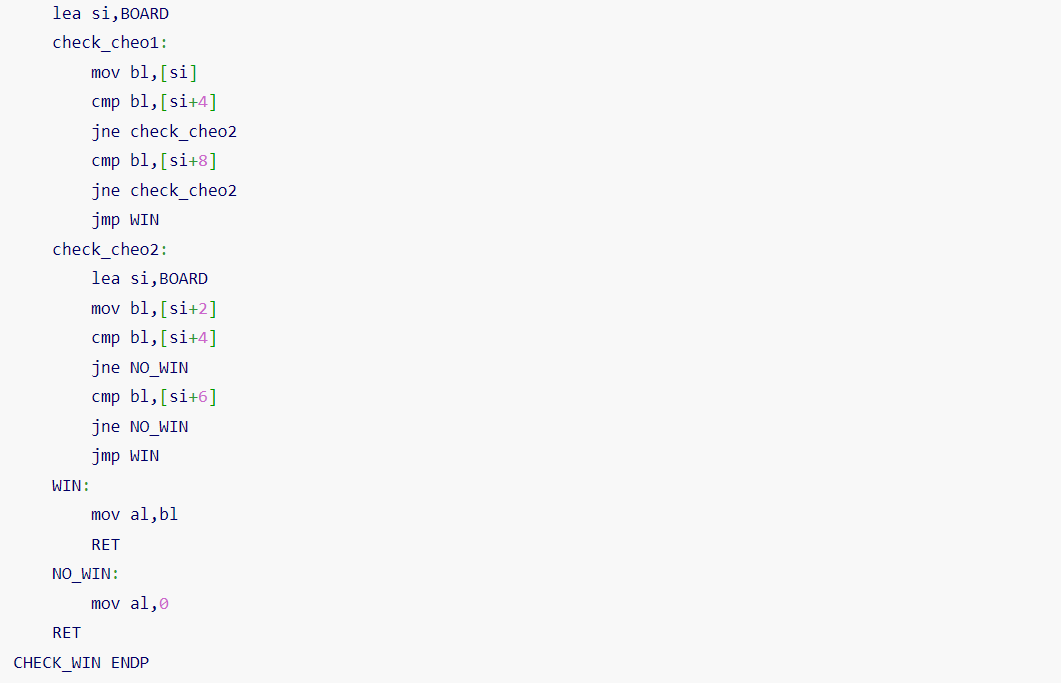 lea si,BOARD
check_cheo1:
mov bl,[si]
cmp bl,[si+4]
jne check_cheo2
cmp bl,[si+8]
jne check_cheo2
jmp WIN
check_cheo2:
lea si,BOARD
mov bl,[si+2]
cmp bl,[si+4]
jne NO_WIN
cmp bl,[si+6]
jne NO_WIN
jmp WIN
WIN:
mov al,bl
RET
NO_WIN:
mov al,0
RET
CHECK_WIN ENDP